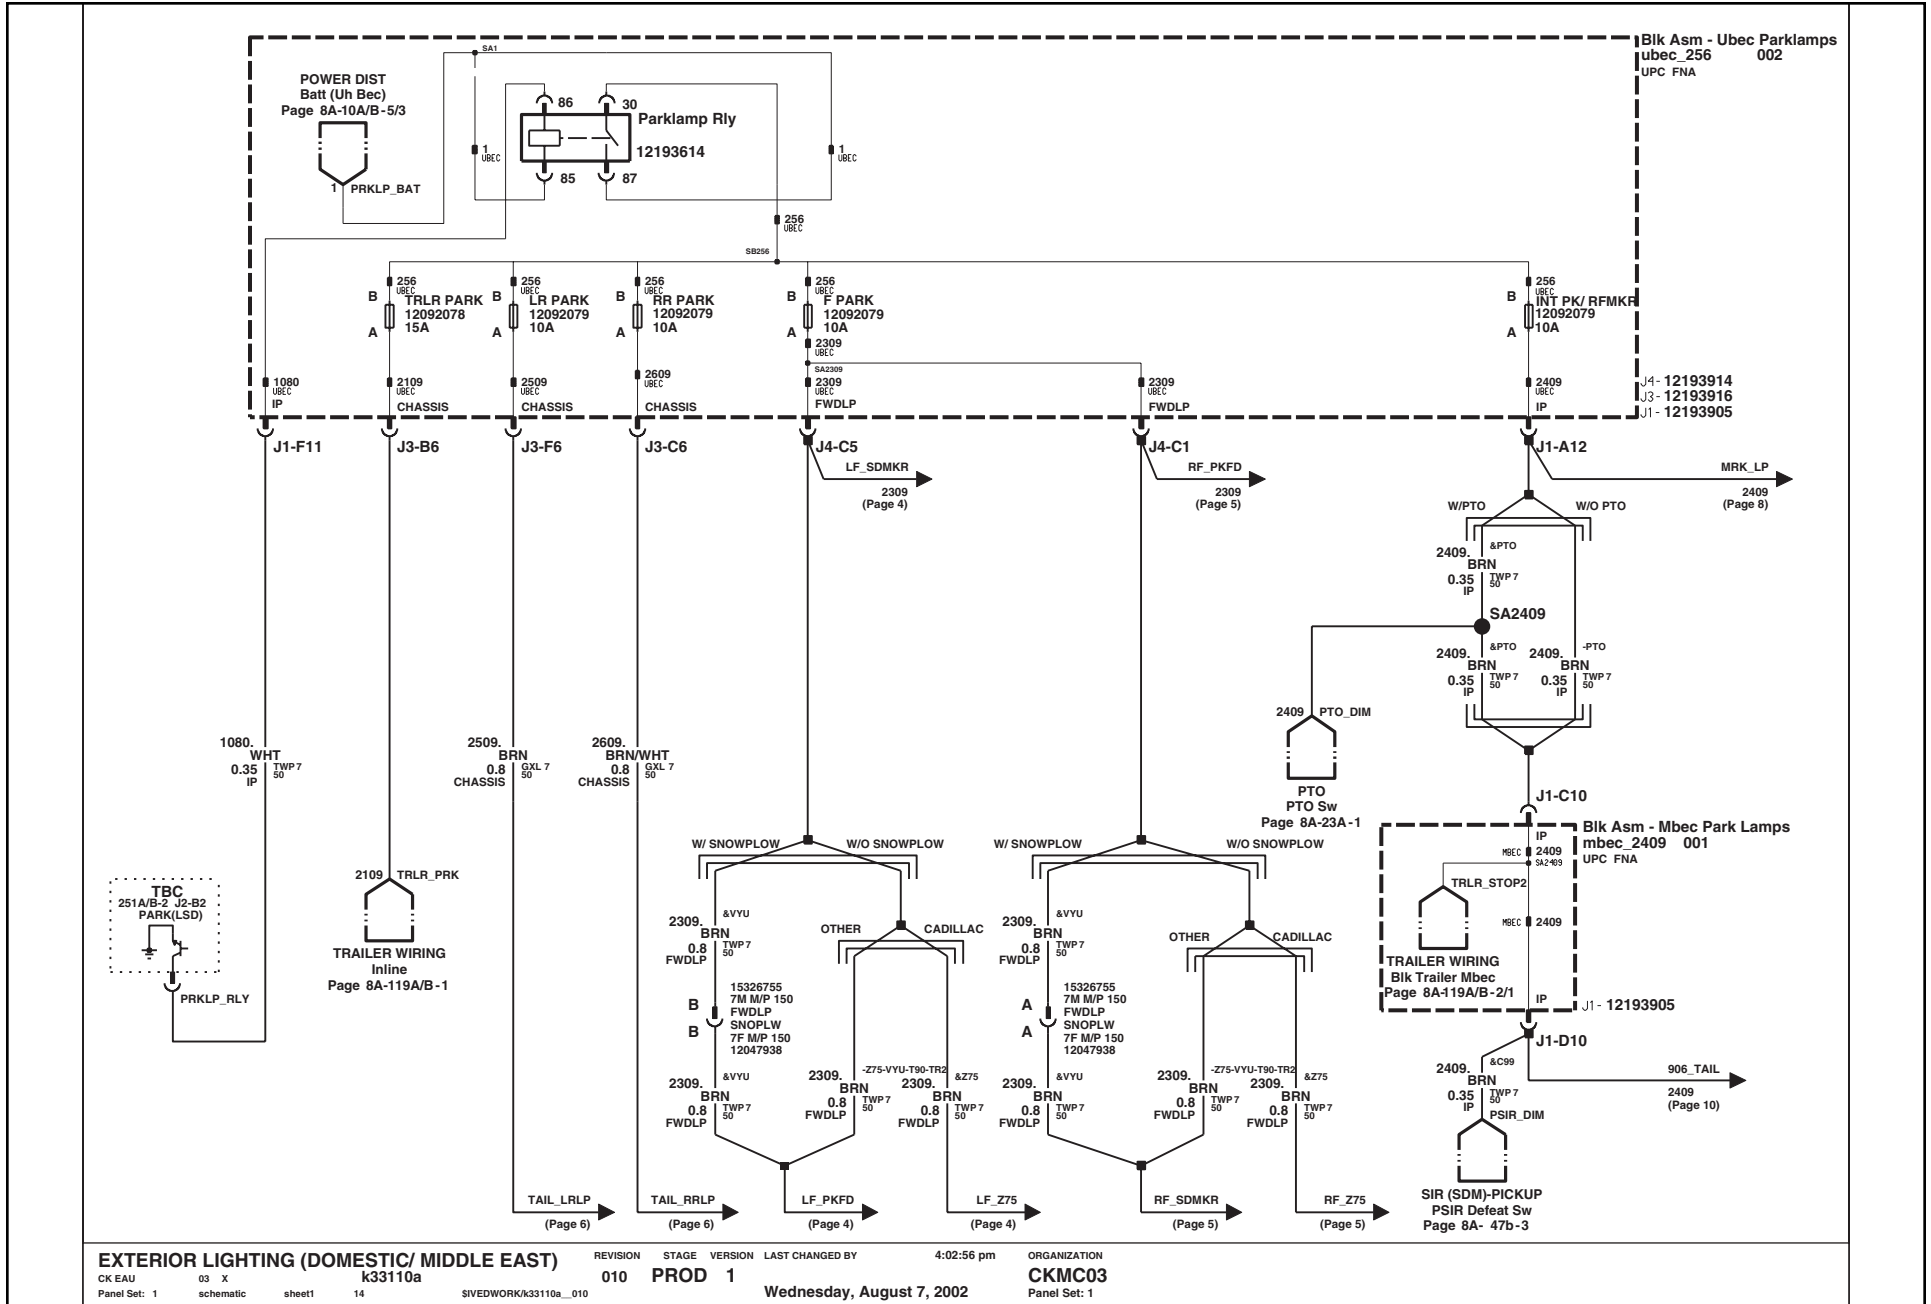 Blk Asm - Ubec Parklamps
ubec_256 002
UPC FNA
POWER DIST
Batt (Uh Bec)
Page 8A-10A/B-5/3
1 PRKLP_BAT
SA1
1
UBEC
86
30
Parklamp Rly
12193614
85
87
1
UBEC
256
UBEC
SB256
256
UBEC
B
TRLR PARK
12092078
A
15A
2109
UBEC
CHASSIS
256
UBEC
B
LR PARK
12092079
A
10A
2509
UBEC
CHASSIS
256
UBEC
B
RR PARK
12092079
A
10A
2609
UBEC
CHASSIS
256
UBEC
B
F PARK
12092079
A
10A
2309
UBEC
SA2309
2309
UBEC
FWDLP
2309
UBEC
FWDLP
256
UBEC
B
INT PK/ RFMKR
12092079
A
10A
2409
UBEC
IP
1080
UBEC
IP
J4- 12193914
J3- 12193916
J1- 12193905
J1-F11
J3-B6
J3-F6
J3-C6
J4-C5
J4-C1
J1-A12
LF_SDMKR
2309
(Page 4)
RF_PKFD
2309
(Page 5)
MRK_LP
2409
(Page 8)
W/PTO
W/O PTO
2409.
&PTO
BRN
0.35
TWP 7
50
IP
SA2409
2409.
&PTO
BRN
0.35
TWP 7
50
IP
2409.
-PTO
BRN
0.35
TWP 7
50
IP
2409 PTO_DIM
PTO
PTO Sw
Page 8A-23A-1
1080.
WHT
0.35
TWP 7
50
IP
2509.
BRN
0.8
GXL 7
50
CHASSIS
2609.
BRN/WHT
0.8
GXL 7
50
CHASSIS
J1-C10
Blk Asm - Mbec Park Lamps
mbec_2409 001
UPC FNA
IP
MBEC 2409
SA2409
TRLR_STOP2
MBEC 2409
TRAILER WIRING
Blk Trailer Mbec
Page 8A-119A/B-2/1
IP
J1- 12193905
J1-D10
TBC
251A/B-2 J2-B2
PARK(LSD)
PRKLP_RLY
2109 TRLR_PRK
TRAILER WIRING
Inline
Page 8A-119A/B-1
W/ SNOWPLOW
W/O SNOWPLOW
2309.
&VYU
BRN
0.8
TWP 7
50
FWDLP
OTHER
CADILLAC
15326755
7M M/P 150
B
FWDLP
SNOPLW
B
7F M/P 150
12047938
2309.
&VYU
BRN
0.8
TWP 7
50
FWDLP
-Z75-VYU-T90-TR2
2309.
BRN
0.8
TWP 7
50
FWDLP
&Z75
2309.
BRN
0.8
TWP 7
50
FWDLP
W/ SNOWPLOW
W/O SNOWPLOW
2309.
&VYU
BRN
0.8
TWP 7
50
FWDLP
OTHER
CADILLAC
15326755
7M M/P 150
A
FWDLP
SNOPLW
A
7F M/P 150
12047938
2309.
&VYU
BRN
0.8
TWP 7
50
FWDLP
-Z75-VYU-T90-TR2
2309.
BRN
0.8
TWP 7
50
FWDLP
&Z75
2309.
BRN
0.8
TWP 7
50
FWDLP
2409.
&C99
BRN
0.35
TWP 7
50
IP
PSIR_DIM
906_TAIL
2409
(Page 10)
SIR (SDM)-PICKUP
PSIR Defeat Sw
Page 8A- 47b-3
TAIL_LRLP
(Page 6)
TAIL_RRLP
(Page 6)
LF_PKFD
(Page 4)
LF_Z75
(Page 4)
RF_SDMKR
(Page 5)
RF_Z75
(Page 5)
EXTERIOR LIGHTING (DOMESTIC/ MIDDLE EAST)
CK EAU 03 X k33110a
Panel Set: 1 schematic sheet1 14 $IVEDWORK/k33110a__010
REVISION STAGE VERSION LAST CHANGED BY 4:02:56 pm ORGANIZATION
010 PROD 1 CKMC03
Wednesday, August 7, 2002 Panel Set: 1